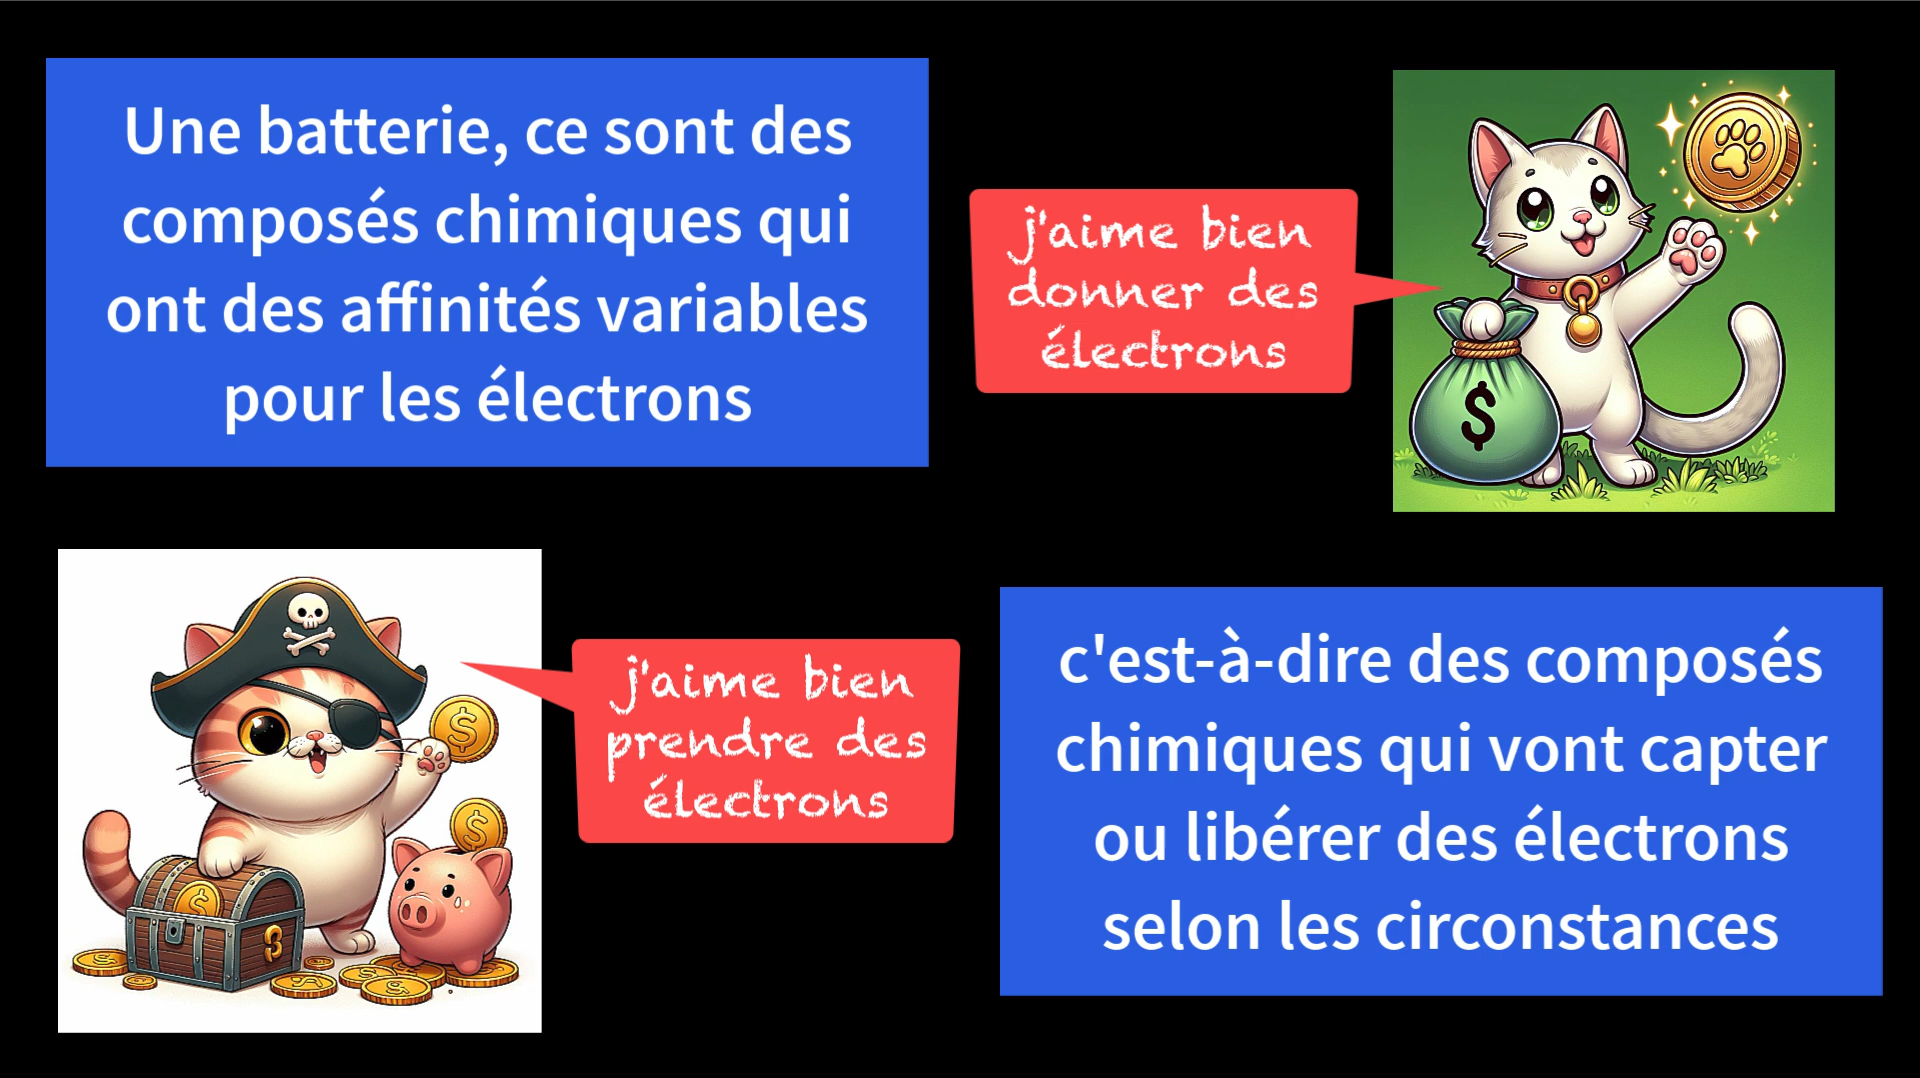 Une batterie, ce sont des
composés chimiques qui
ont des affinités variables
pour les électrons
j'aime bien
donner des
électrons
$
$
$
$
j'aime bien
prendre des
électrons
c'est-à-dire des composés
chimiques qui vont capter
ou libérer des électrons
selon les circonstances